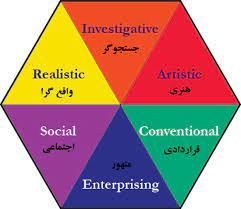 Investigative
جستجوگر
Realistic
واقع گرا
Artistic
هنری
Social
اجتماعی
Conventional
قراردادی
متهور
Enterprising